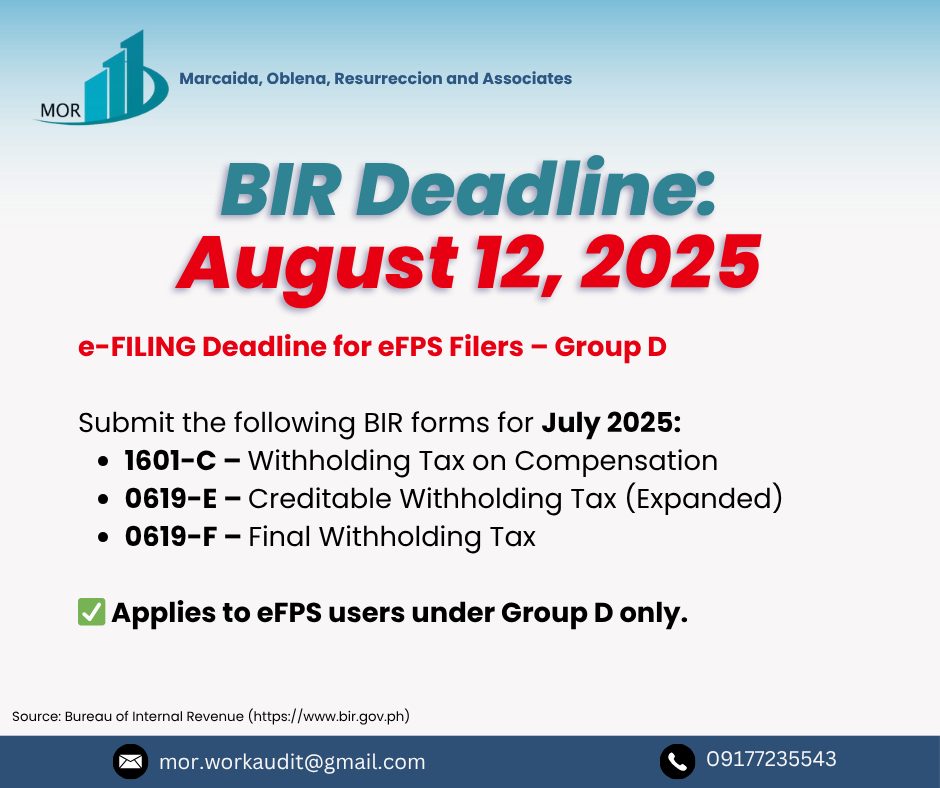 MOR
Marcaida, Oblena, Resurreccion and Associates
BIR Deadline:
August 12, 2025
e-FILING Deadline for eFPS Filers – Group D
Submit the following BIR forms for July 2025:
• 1601-C – Withholding Tax on Compensation
• 0619-E – Creditable Withholding Tax (Expanded)
• 0619-F – Final Withholding Tax
✅ Applies to eFPS users under Group D only.
Source: Bureau of Internal Revenue (https://www.bir.gov.ph)
mor.workaudit@gmail.com
09177235543